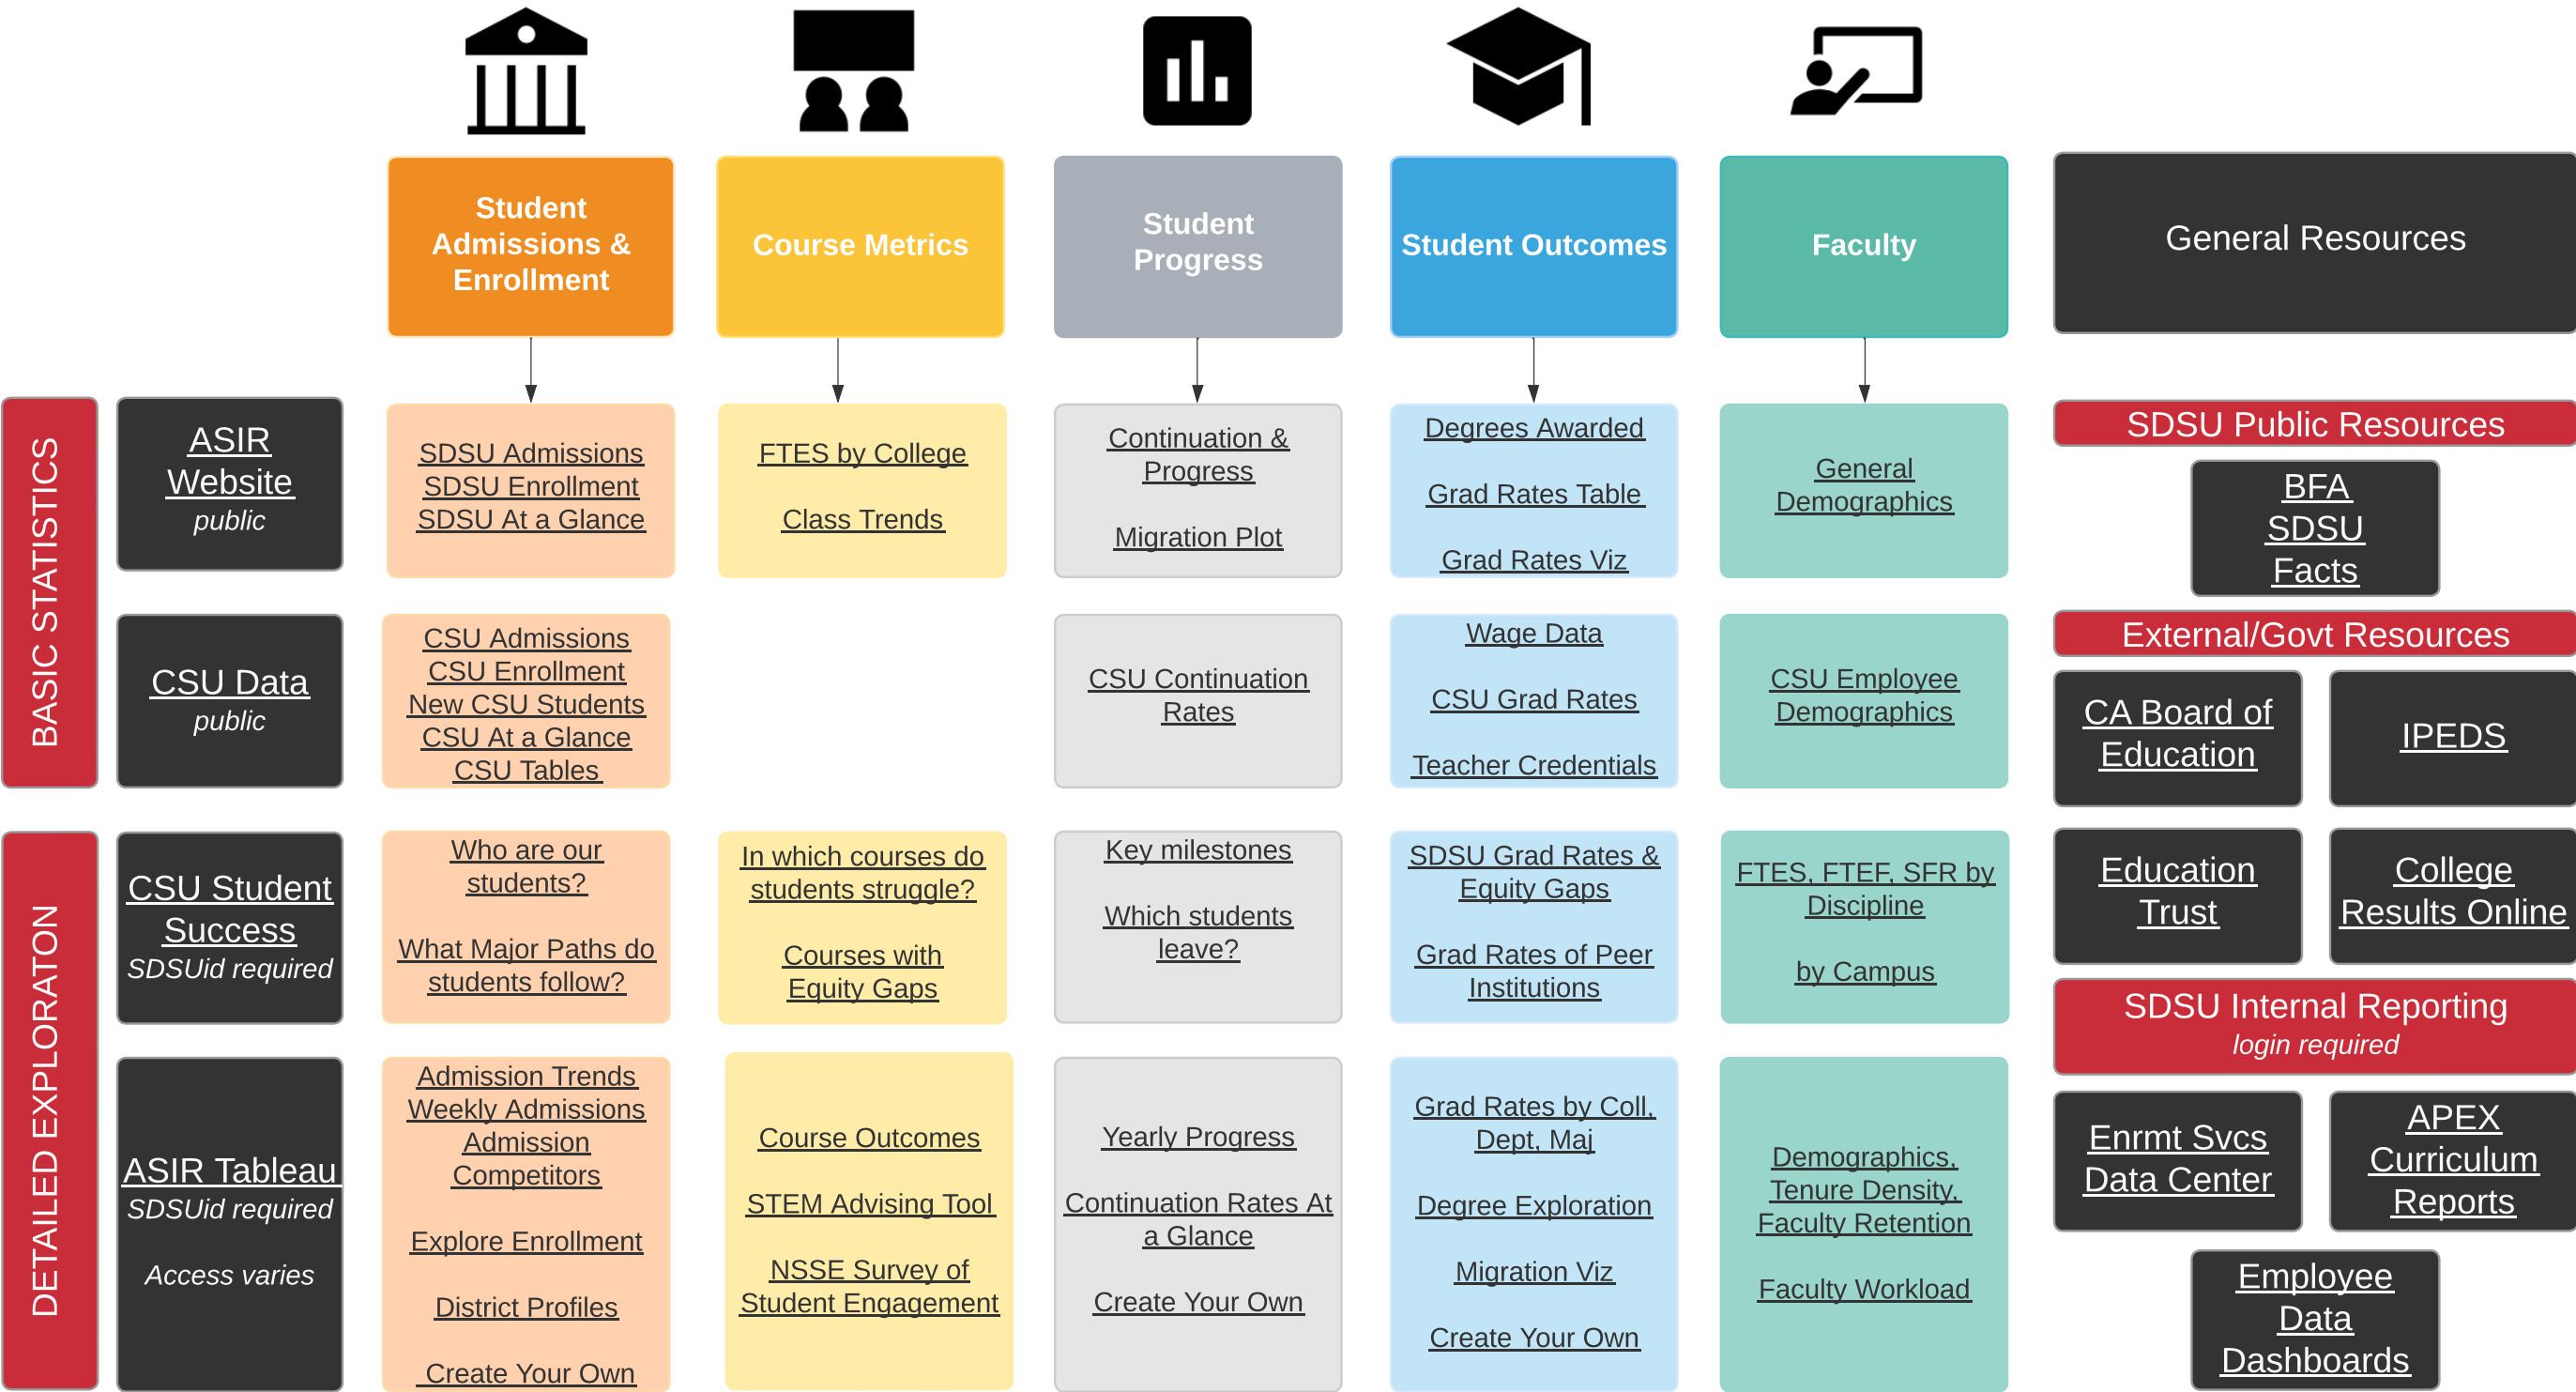 Student
Admissions &
Enrollment
Course Metrics
Student
Progress
Student Outcomes
Faculty
General Resources
BASIC STATISTICS
ASIR
Website
public
SDSU Admissions
SDSU Enrollment
SDSU At a Glance
FTES by College
Class Trends
Continuation &
Progress
Migration Plot
Degrees Awarded
Grad Rates Table
Grad Rates Viz
General
Demographics
SDSU Public Resources
BFA
SDSU
Facts
CSU Data
public
CSU Admissions
CSU Enrollment
New CSU Students
CSU At a Glance
CSU Tables
CSU Continuation
Rates
Wage Data
CSU Grad Rates
Teacher Credentials
CSU Employee
Demographics
External/Govt Resources
CA Board of
Education
IPEDS
DETAILED EXPLORATON
CSU Student
Success
SDSUid required
Who are our
students?
What Major Paths do
students follow?
In which courses do
students struggle?
Courses with
Equity Gaps
Key milestones
Which students
leave?
SDSU Grad Rates &
Equity Gaps
Grad Rates of Peer
Institutions
FTES, FTEF, SFR by
Discipline
by Campus
Education
Trust
College
Results Online
SDSU Internal Reporting
login required
ASIR Tableau
SDSUid required
Access varies
Admission Trends
Weekly Admissions
Admission
Competitors
Explore Enrollment
District Profiles
Create Your Own
Course Outcomes
STEM Advising Tool
NSSE Survey of
Student Engagement
Yearly Progress
Continuation Rates At
a Glance
Create Your Own
Grad Rates by Coll,
Dept, Maj
Degree Exploration
Migration Viz
Create Your Own
Demographics,
Tenure Density,
Faculty Retention
Faculty Workload
Enrmt Svcs
Data Center
APEX
Curriculum
Reports
Employee
Data
Dashboards